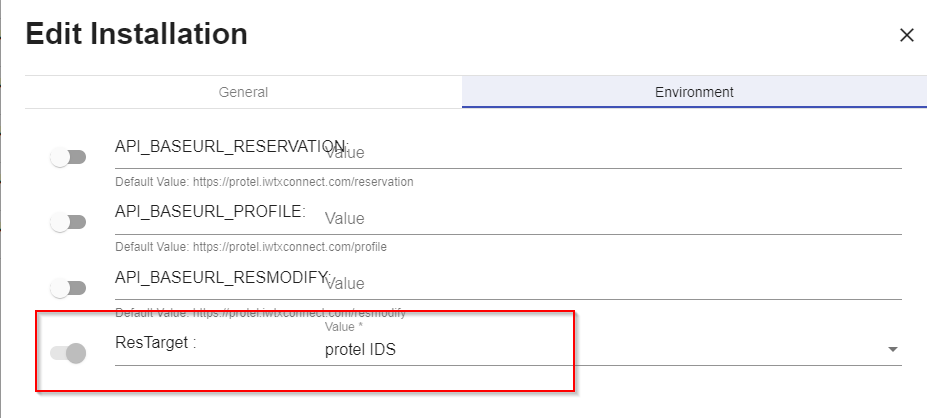 Edit Installation
General
Environment
API_BASEURL_RESERVATION:
Value
Default Value: https://protel.iwtxconnect.com/reservation
API_BASEURL_PROFILE:
Value
Default Value: https://protel.iwtxconnect.com/profile
API_BASEURL_RESMODIFY:
Value
Default Value: https://protel.iwtxconnect.com/resmodify
Value *
ResTarget :
protel IDS